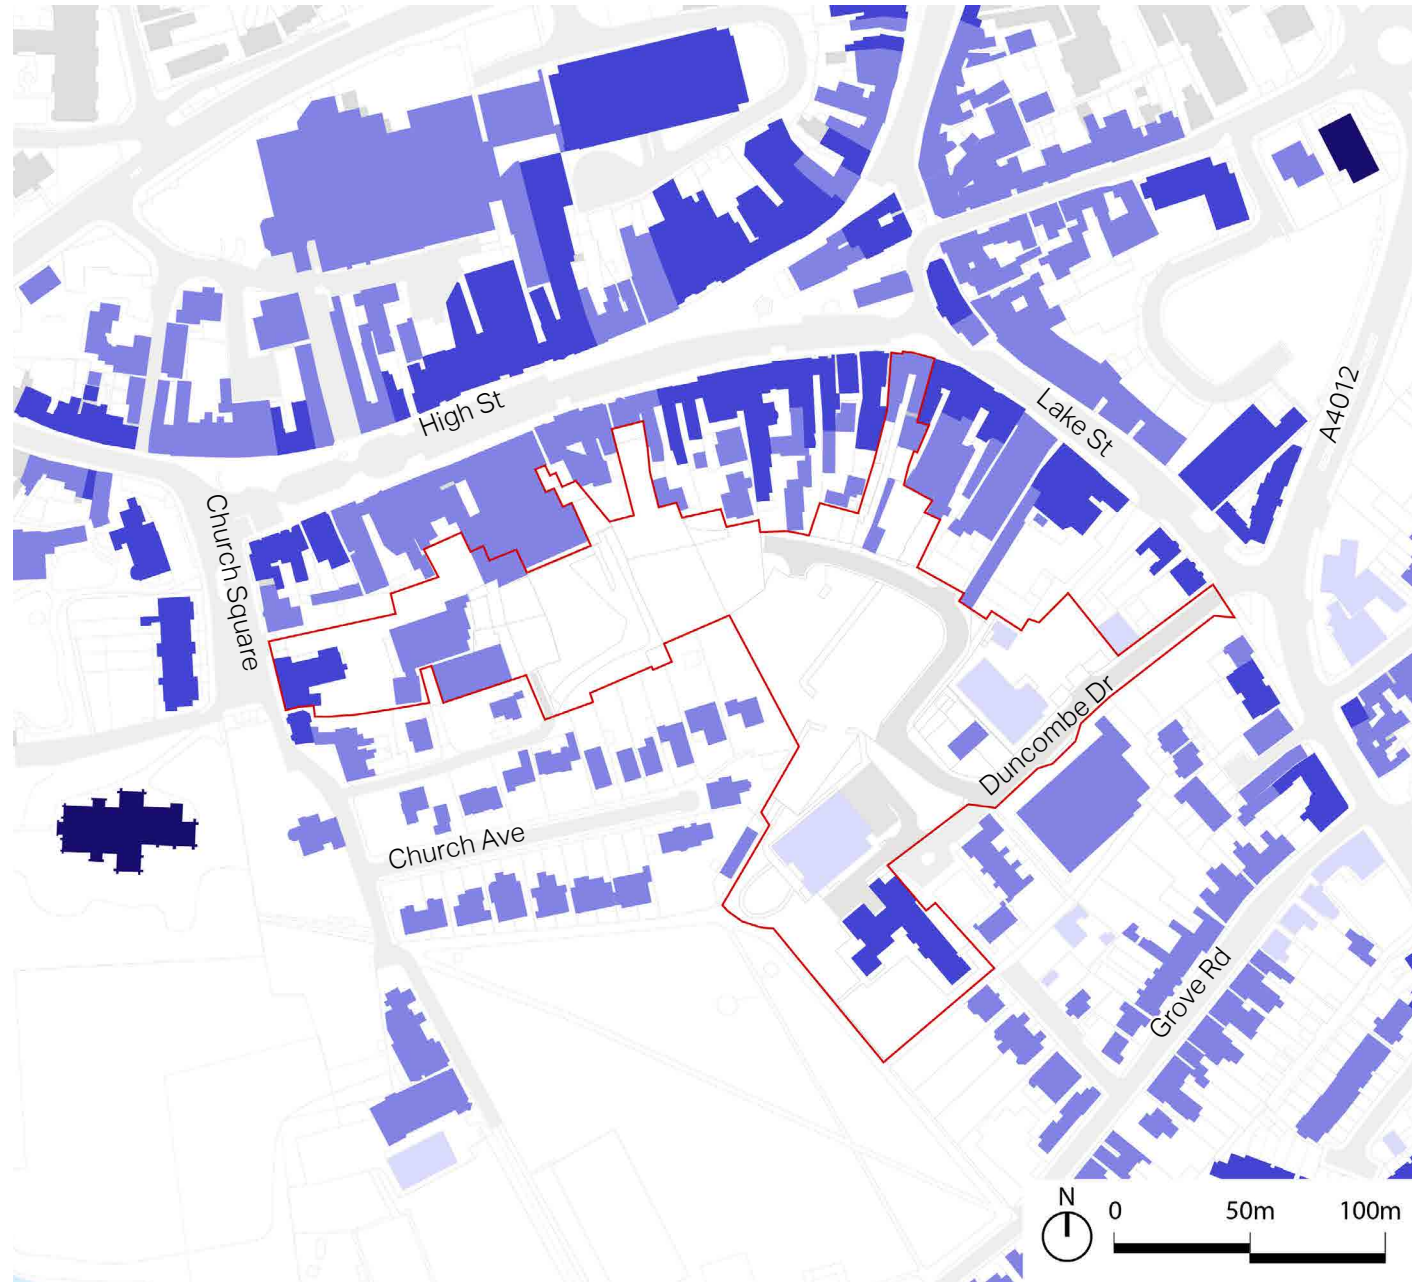 High St
Lake St
A4012
Church Square
Duncombe Dr
Church Ave
Grove Rd
N
0 50m 100m